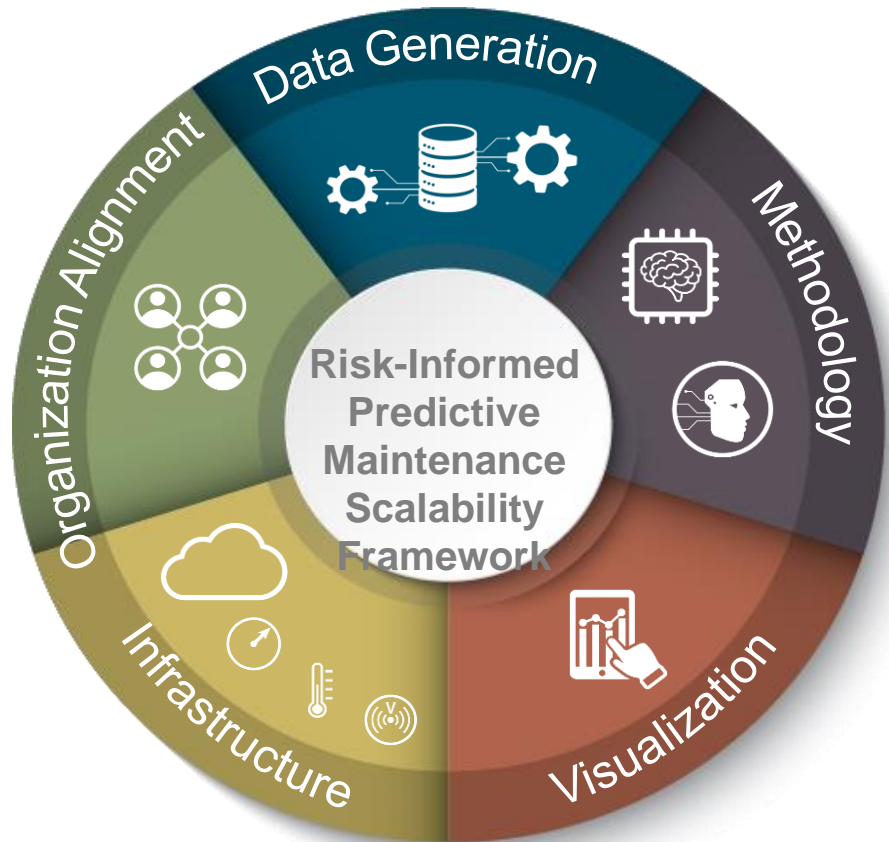 Data Generation
Methodology
Visualization
Infrastructure
Organization Alignment
Risk-Informed
Predictive
Maintenance
Scalability
Framework
V